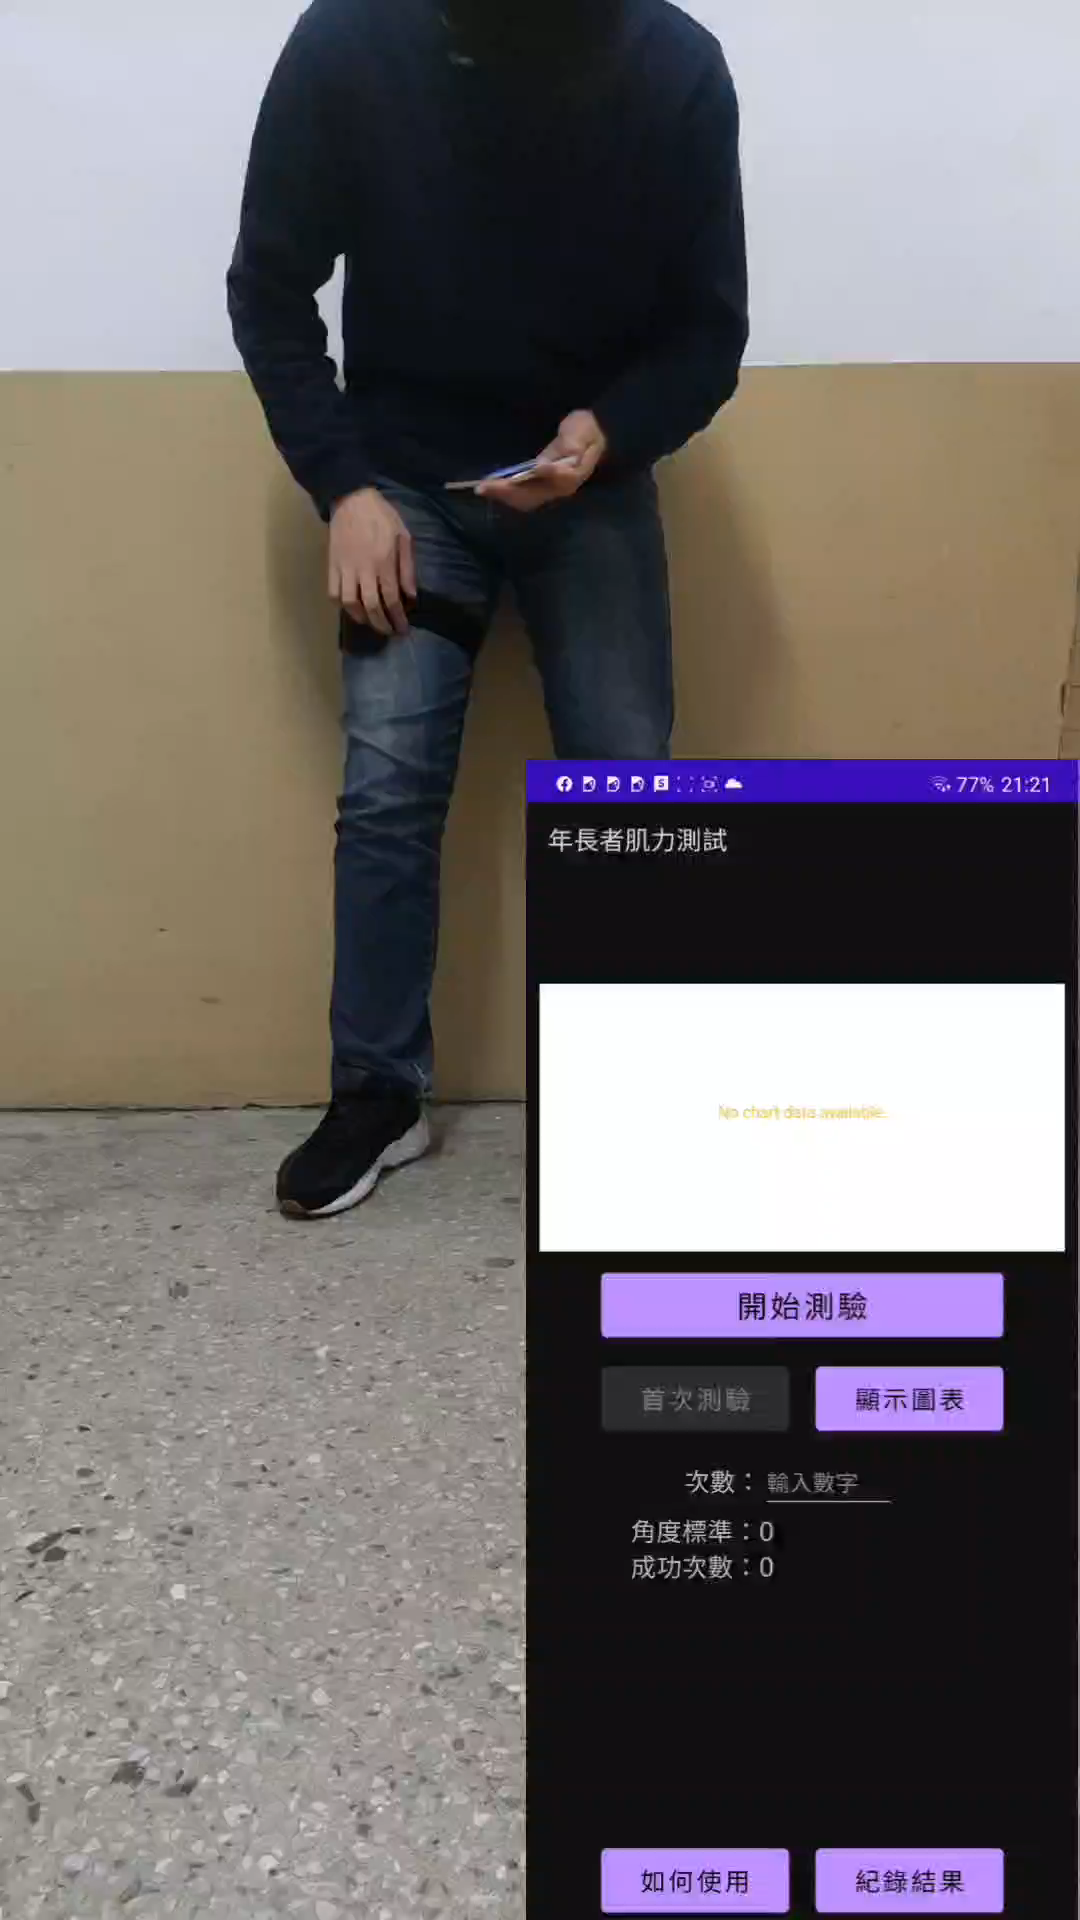 77% 21:21
年長者肌力測試
No chart data available.
開始測驗
首次測驗 顯示圖表
次數： 輸入數字
角度標準：0
成功次數：0
如何使用 紀錄結果